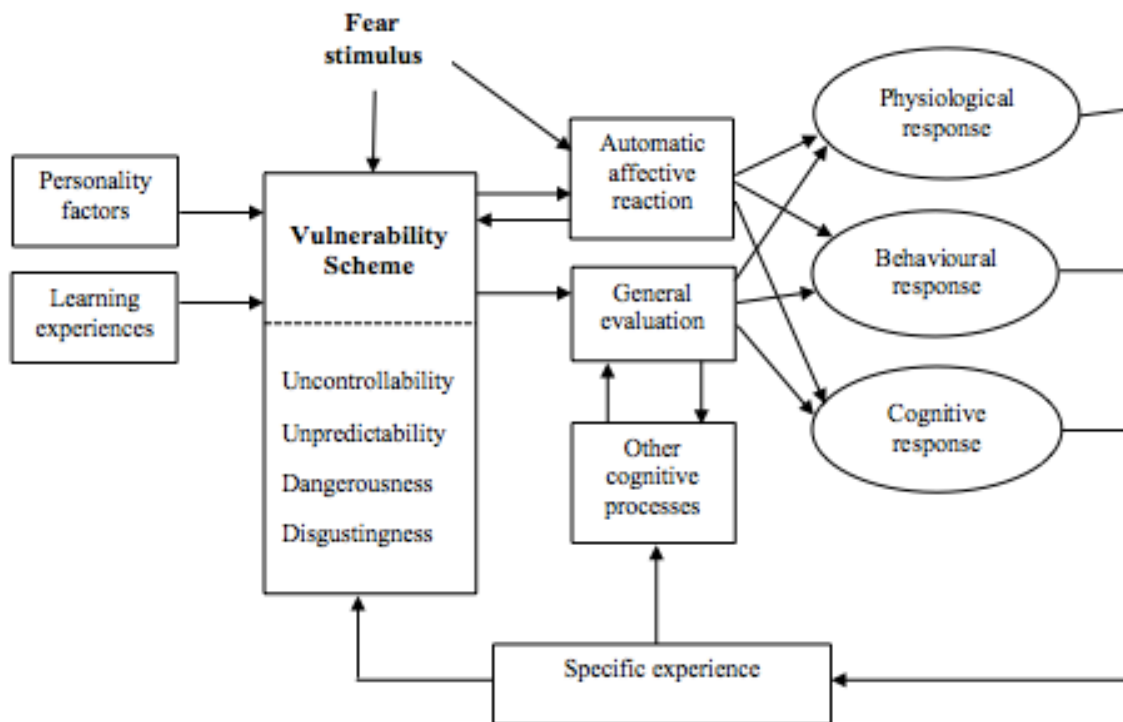 Fear
stimulus
Personality
factors
Learning
experiences
Vulnerability
Scheme
Uncontrollability
Unpredictability
Dangerousness
Disgustingness
Automatic
affective
reaction
General
evaluation
Other
cognitive
processes
Physiological
response
Behavioural
response
Cognitive
response
Specific experience